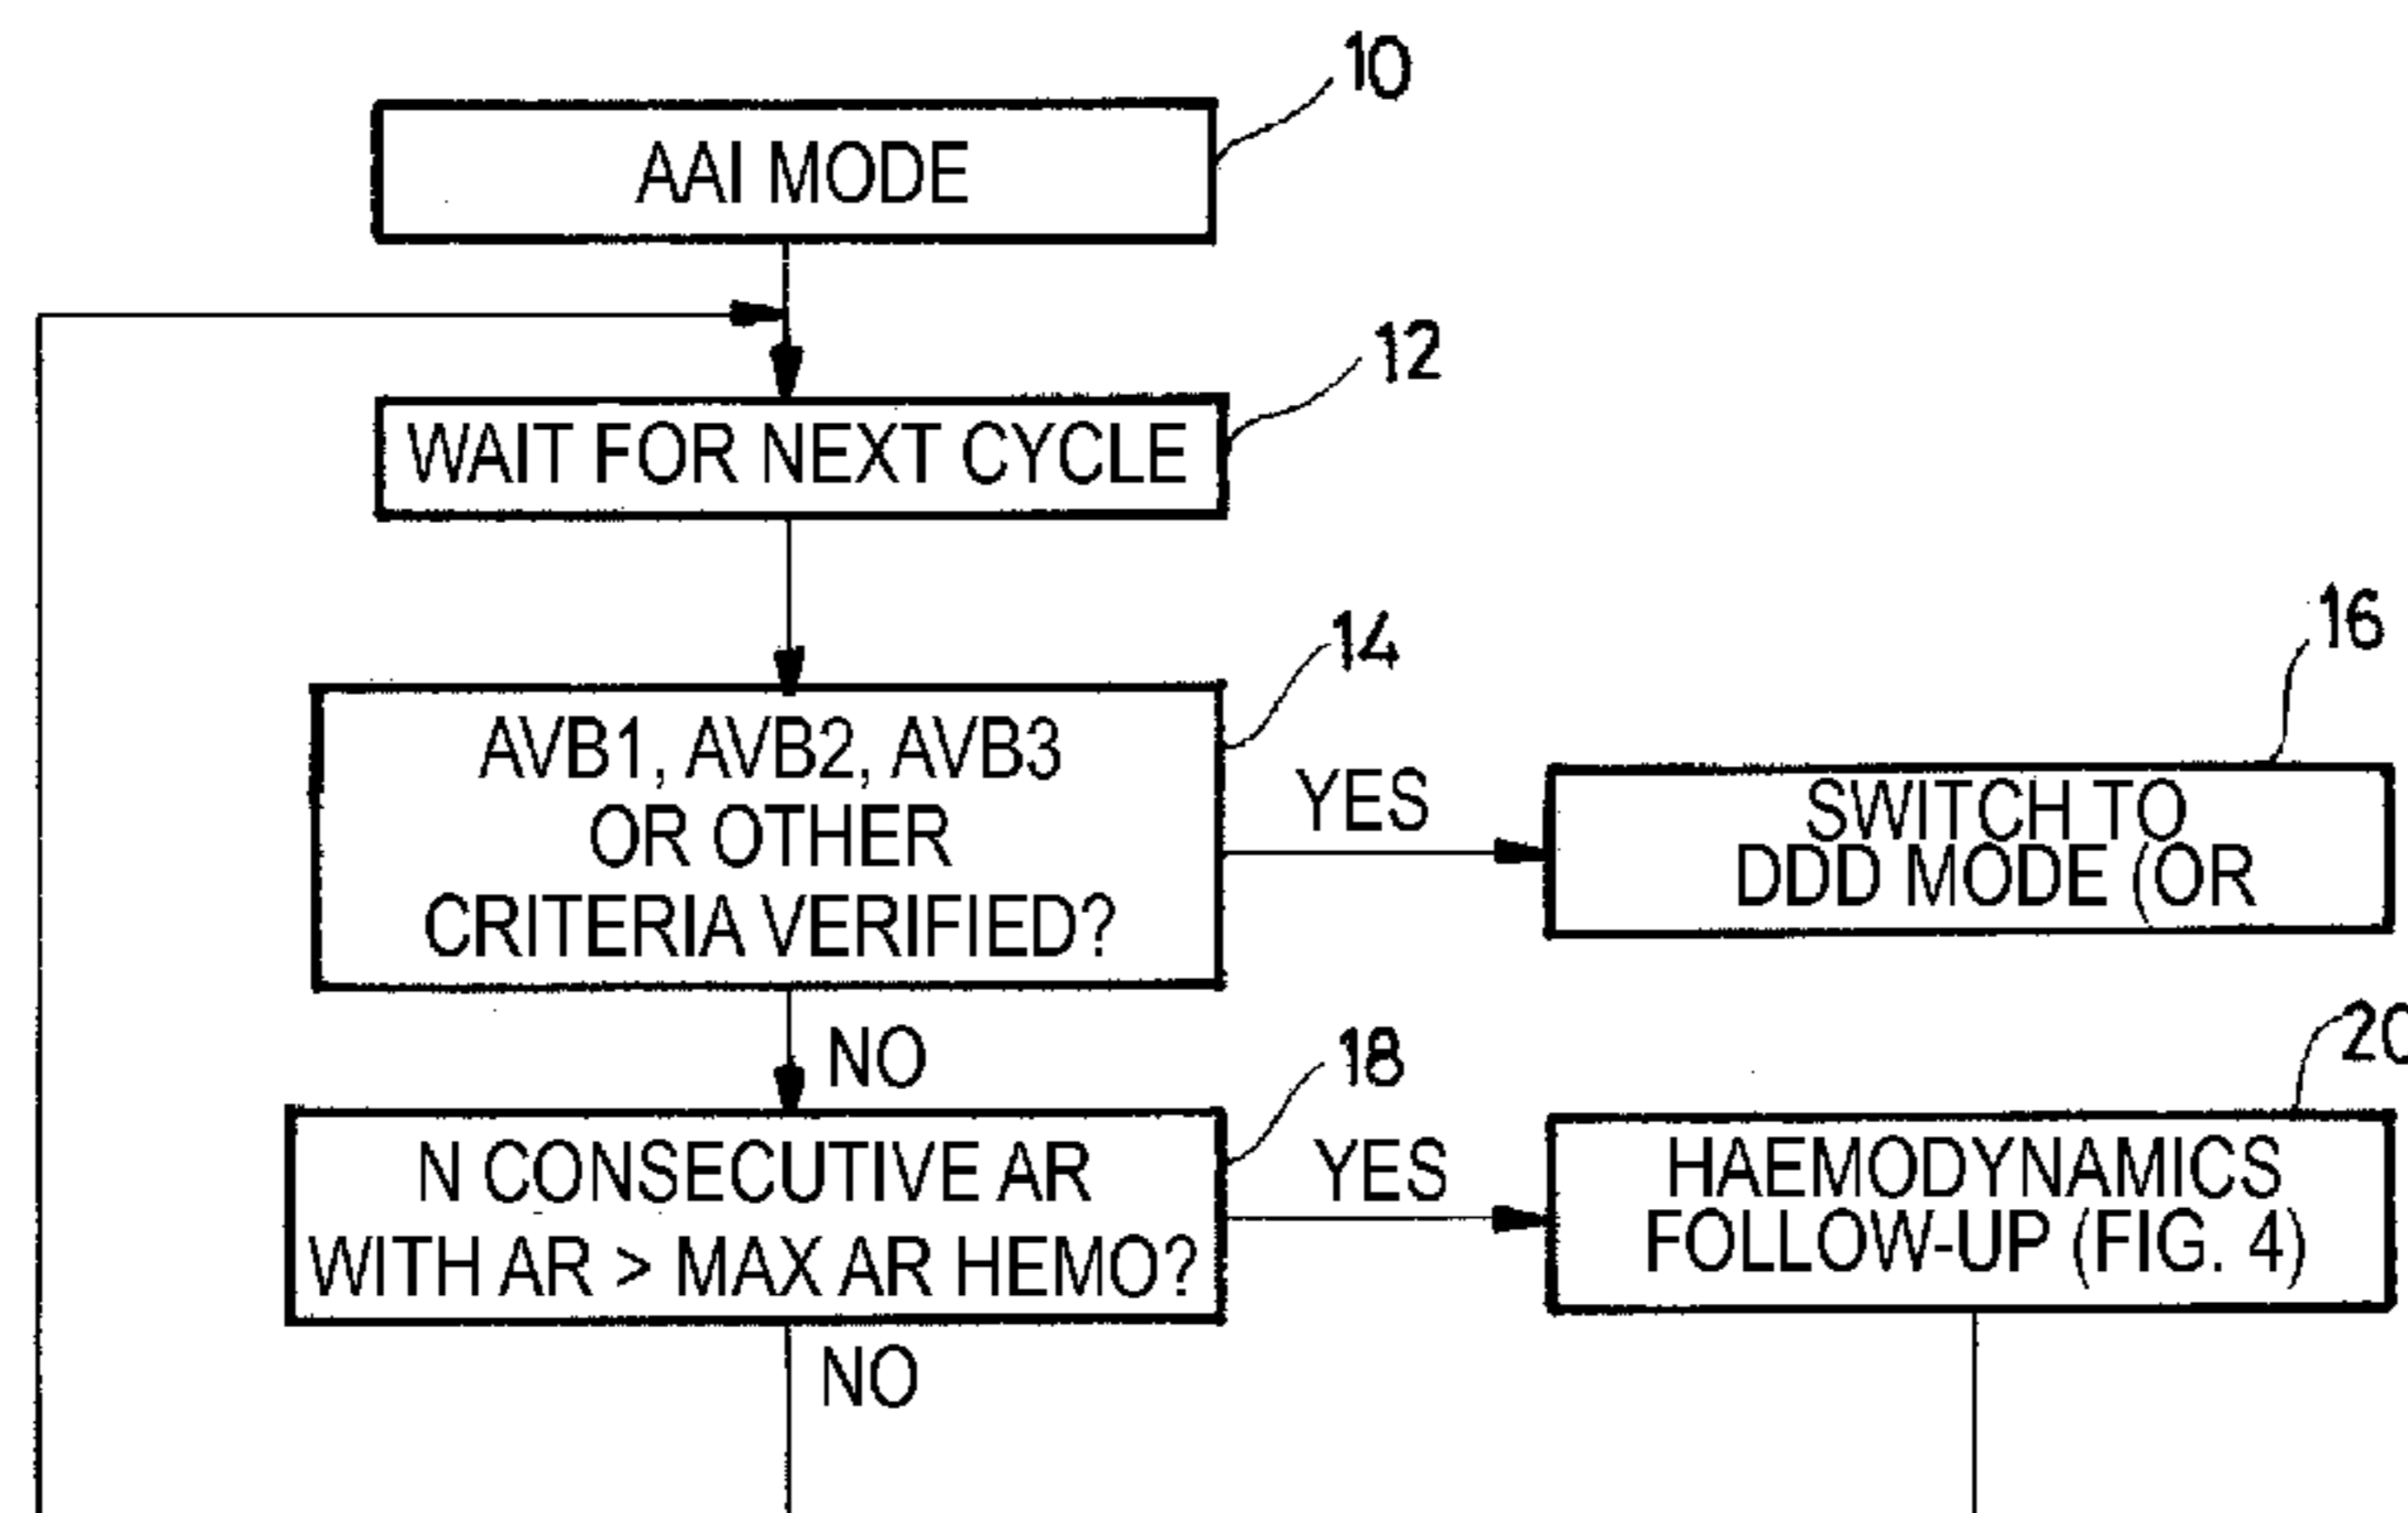 10
AAI MODE
12
WAIT FOR NEXT CYCLE
14
AVB1, AVB2, AVB3
OR OTHER
CRITERIA VERIFIED?
YES
16
SWITCH TO
DDD MODE (OR
NO
18
N CONSECUTIVE AR
WITH AR > MAX AR HEMO?
YES
20
HAEMODYNAMICS
FOLLOW-UP (FIG. 4)
NO